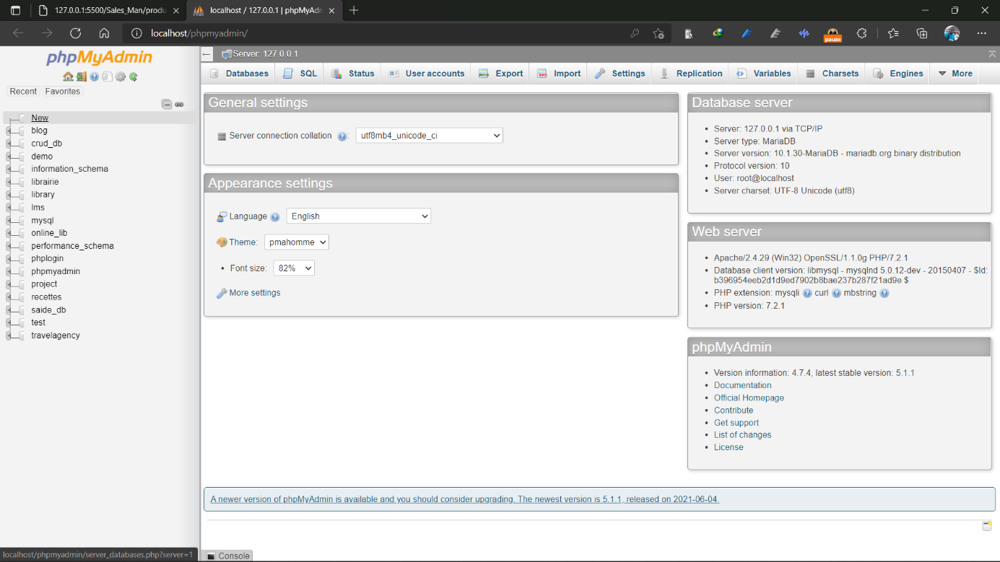 127.0.0.1:5500/Sales_Man/produ
localhost / 127.0.0.1 | phpMyAdm
localhost/phpmyadmin/
pause
phpMyAdmin
Recent Favorites
New
blog
crud_db
demo
information_schema
librairie
library
lms
mysql
online_lib
performance_schema
phplogin
phpmyadmin
project
recettes
saide_db
test
travelagency
localhost/phpmyadmin/server_databases.php?server=1
Server: 127.0.0.1
Databases SQL Status User accounts Export Import Settings Replication Variables Charsets Engines More
General settings
Server connection collation : utf8mb4_unicode_ci
Appearance settings
Language English
Theme: pmahomme
Font size: 82%
More settings
Database server
Server: 127.0.0.1 via TCP/IP
Server type: MariaDB
Server version: 10.1.30-MariaDB - mariadb.org binary distribution
Protocol version: 10
User: root@localhost
Server charset: UTF-8 Unicode (utf8)
Web server
Apache/2.4.29 (Win32) OpenSSL/1.1.0g PHP/7.2.1
Database client version: libmysql - mysqlnd 5.0.12-dev - 20150407 - $Id:
b396954eeb2d1d9ed7902b8bae237b287f21ad9e $
PHP extension: mysqli curl mbstring
PHP version: 7.2.1
phpMyAdmin
Version information: 4.7.4, latest stable version: 5.1.1
Documentation
Official Homepage
Contribute
Get support
List of changes
License
A newer version of phpMyAdmin is available and you should consider upgrading. The newest version is 5.1.1, released on 2021-06-04.
Console